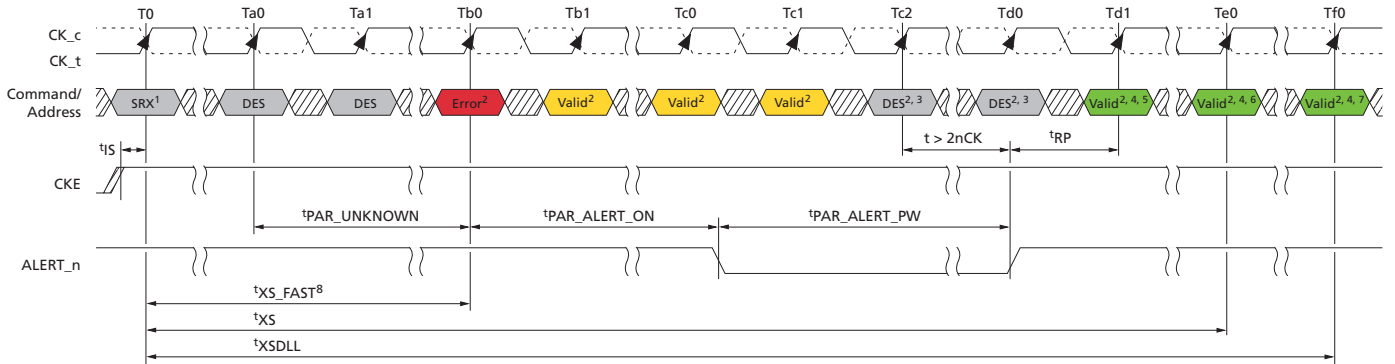 T0 Ta0 Ta1 Tb0 Tb1 Tc0 Tc1 Tc2 Td0 Td1 Te0 Tf0
CK_c
CK_t
Command/
Address
SRX1 DES DES Error2 Valid2 Valid2 Valid2 DES2, 3 DES2, 3 Valid2, 4, 5 Valid2, 4, 6 Valid2, 4, 7
tIS
t > 2nCK
tRP
CKE
tPAR_UNKNOWN
tPAR_ALERT_ON
tPAR_ALERT_PW
ALERT_n
tXS_FAST8
tXS
tXSDLL